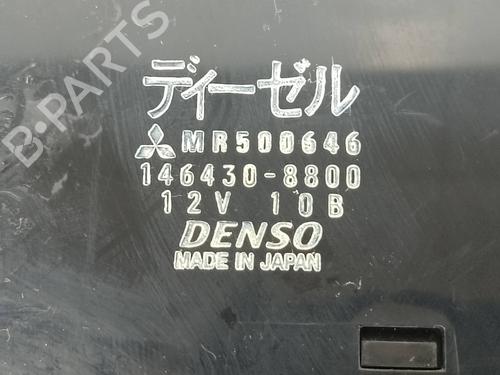 B-PARTS
ディーゼル
MR500646
146430-8800
12V 10B
DENSO
MADE IN JAPAN